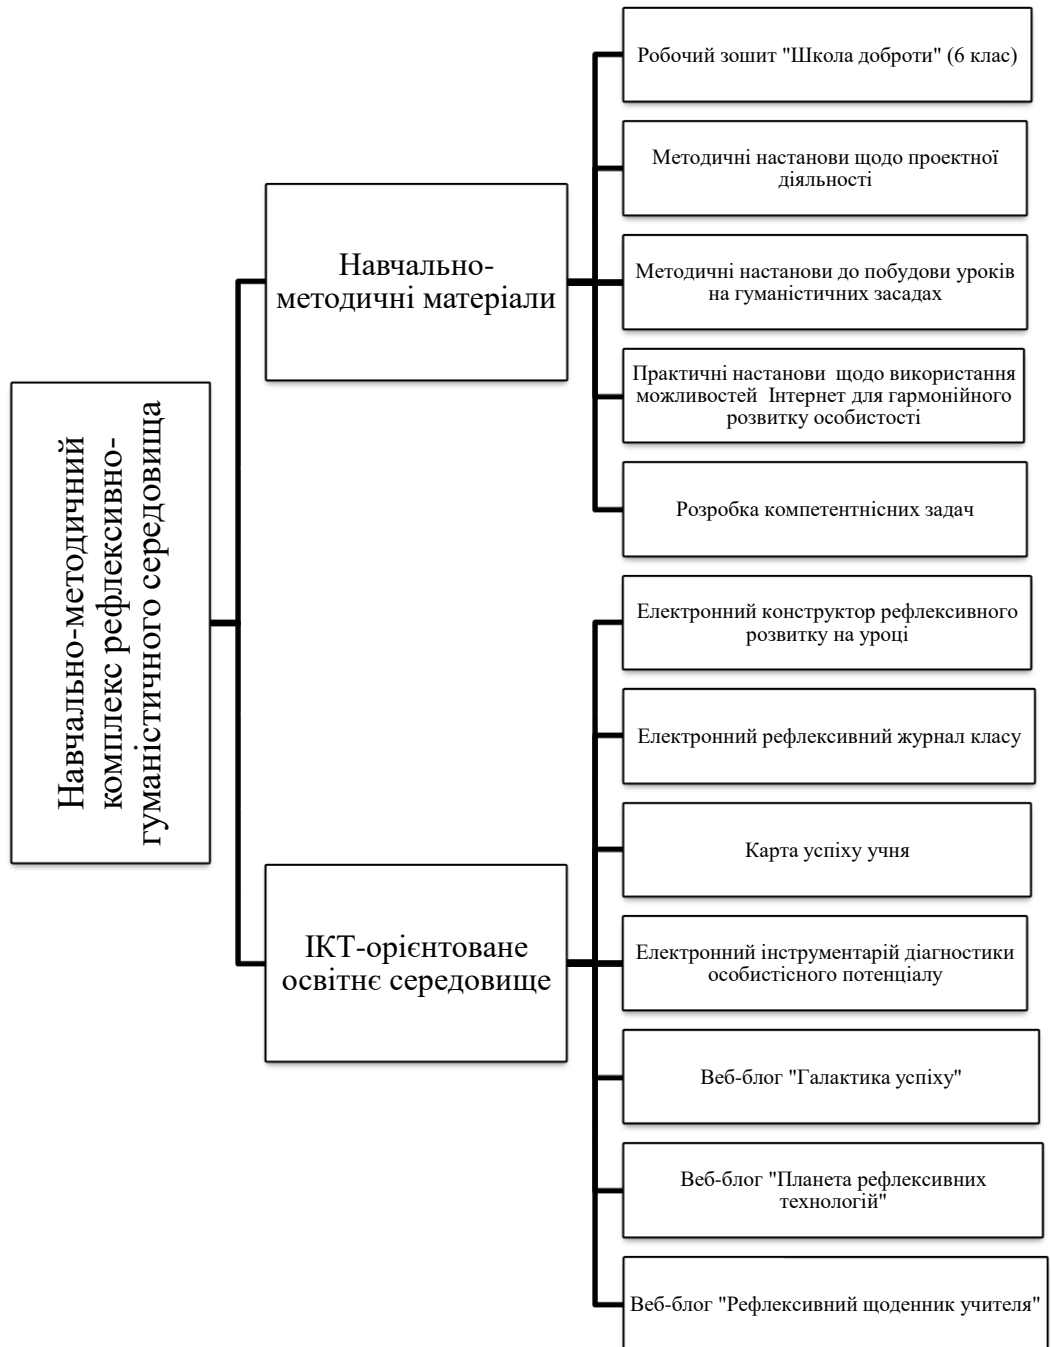 Навчально-методичний
комплекс рефлексивно-
гуманістичного середовища
Навчально-
методичні матеріали
Робочий зошит "Школа доброти" (6 клас)
Методичні настанови щодо проектної
діяльності
Методичні настанови до побудови уроків
на гуманістичних засадах
Практичні настанови щодо використання
можливостей Інтернет для гармонійного
розвитку особистості
Розробка компетентнісних задач
ІКТ-орієнтоване
освітнє середовище
Електронний конструктор рефлексивного
розвитку на уроці
Електронний рефлексивний журнал класу
Карта успіху учня
Електронний інструментарій діагностики
особистісного потенціалу
Веб-блог "Галактика успіху"
Веб-блог "Планета рефлексивних
технологій"
Веб-блог "Рефлексивний щоденник учителя"